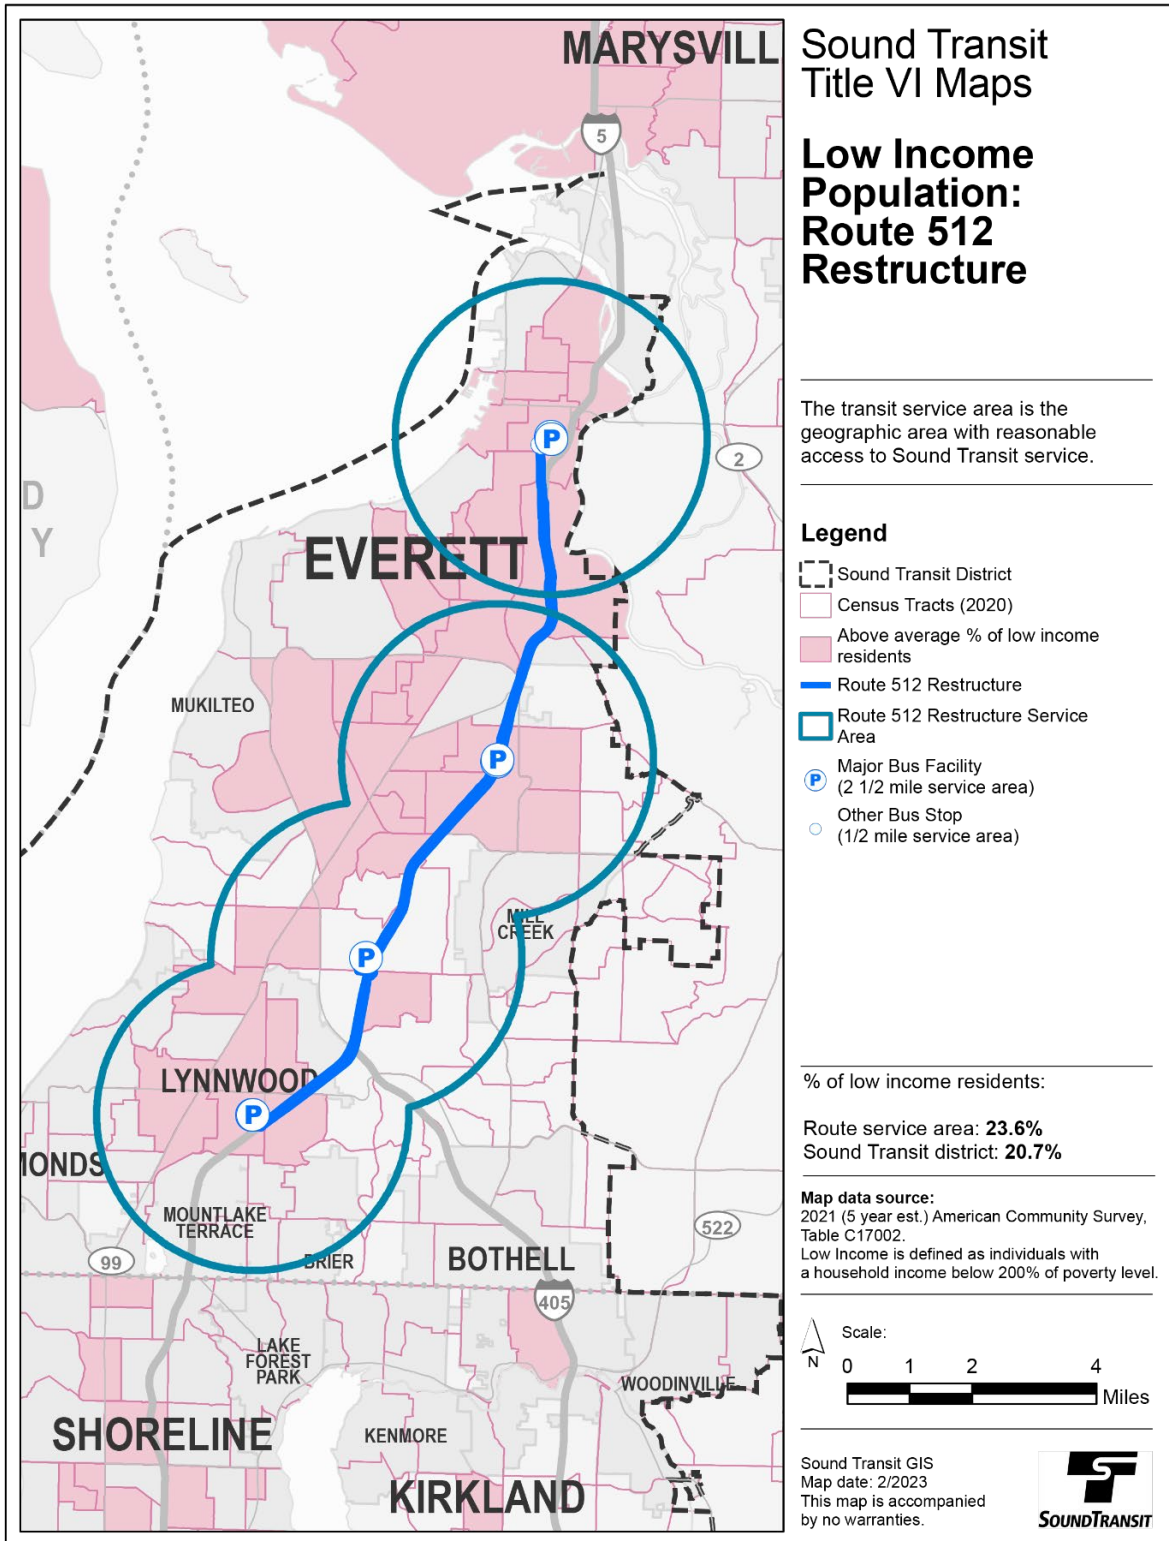 MARYSVILL
5
2
D
Y
EVERETT
MUKILTEO
MILL
CREEK
LYNNWOOD
MONDS
MOUNTLAKE
TERRACE
BRIER
BOTHELL
522
99
405
LAKE
FOREST
PARK
WOODINVILLE
SHORELINE
KENMORE
KIRKLAND
P
P
P
P
Sound Transit
Title VI Maps
Low Income
Population:
Route 512
Restructure
The transit service area is the
geographic area with reasonable
access to Sound Transit service.
Legend
Sound Transit District
Census Tracts (2020)
Above average % of low income
residents
Route 512 Restructure
Route 512 Restructure Service
Area
P
Major Bus Facility
(2 1/2 mile service area)
Other Bus Stop
(1/2 mile service area)
% of low income residents:
Route service area: 23.6%
Sound Transit district: 20.7%
Map data source:
2021 (5 year est.) American Community Survey,
Table C17002.
Low Income is defined as individuals with
a household income below 200% of poverty level.
N
Scale:
0 1 2 4
Miles
Sound Transit GIS
Map date: 2/2023
This map is accompanied
by no warranties.
SOUNDTRANSIT